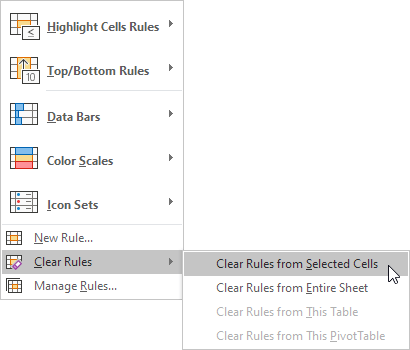 Highlight Cells Rules
≤
Top/Bottom Rules
10
Data Bars
Color Scales
Icon Sets
New Rule...
Clear Rules
Manage Rules...
Clear Rules from Selected Cells
Clear Rules from Entire Sheet
Clear Rules from This Table
Clear Rules from This PivotTable